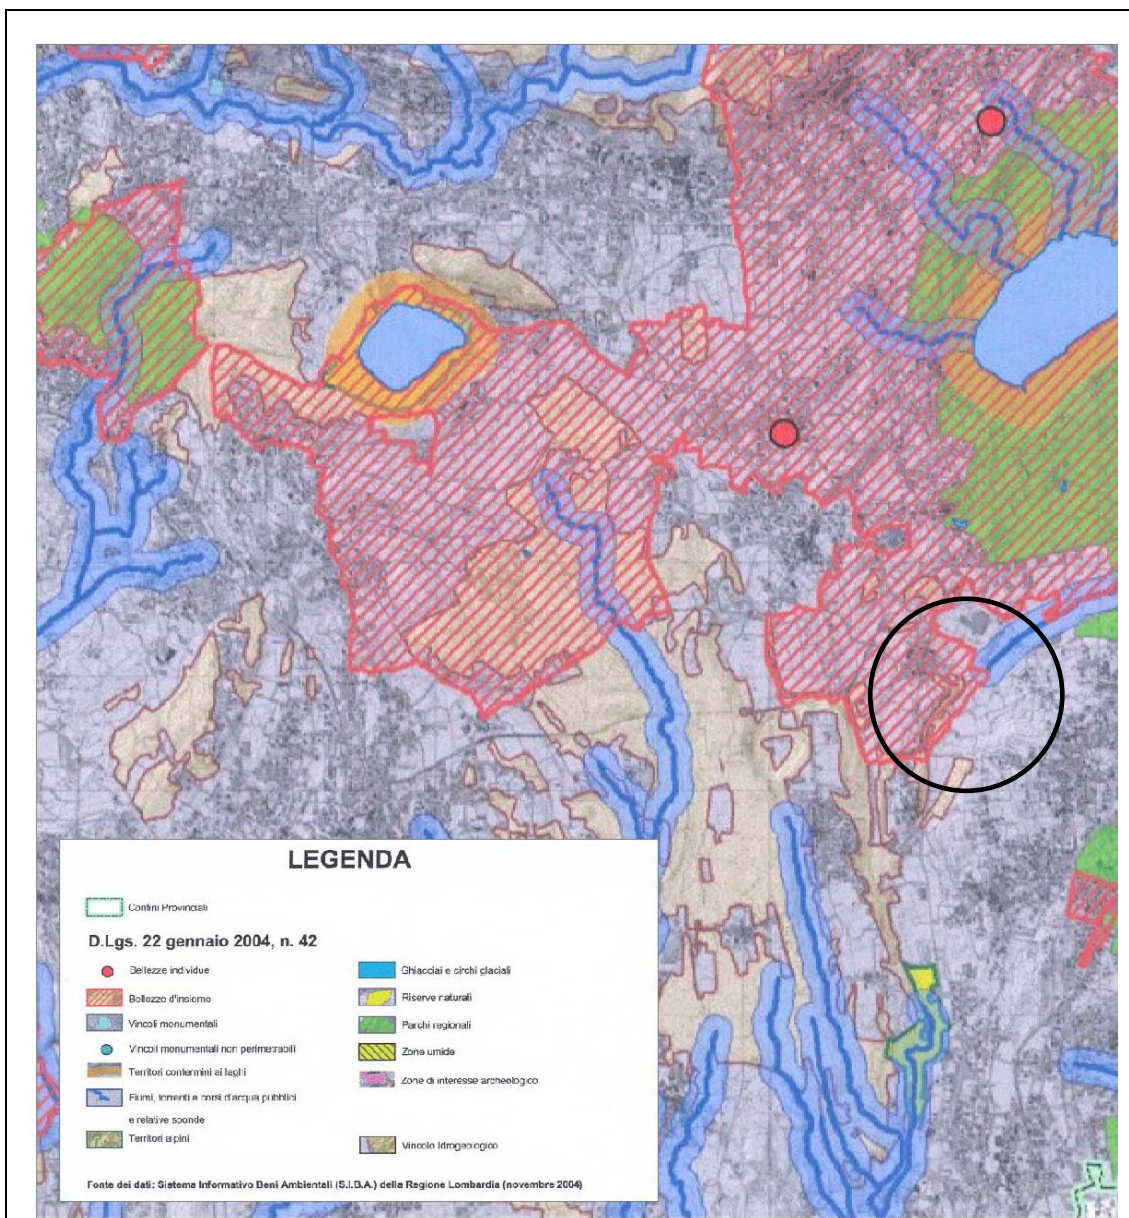 LEGENDA
Confini Provinciali
D.Lgs. 22 gennaio 2004, n. 42
Bellezze individue
Bellezze d'insieme
Vincoli monumentali
Vincoli monumentali non perimetrabili
Territori contermini ai laghi
Fiumi, torrenti e corsi d'acqua pubblici
e relative sponde
Territori alpini
Ghiacciai e circhi glaciali
Riserve naturali
Parchi regionali
Zone umide
Zone di interesse archeologico
Vincolo Idrogeologico
Fonte dei dati: Sistema Informativo Beni Ambientali (S.I.B.A.) della Regione Lombardia (novembre 2004)